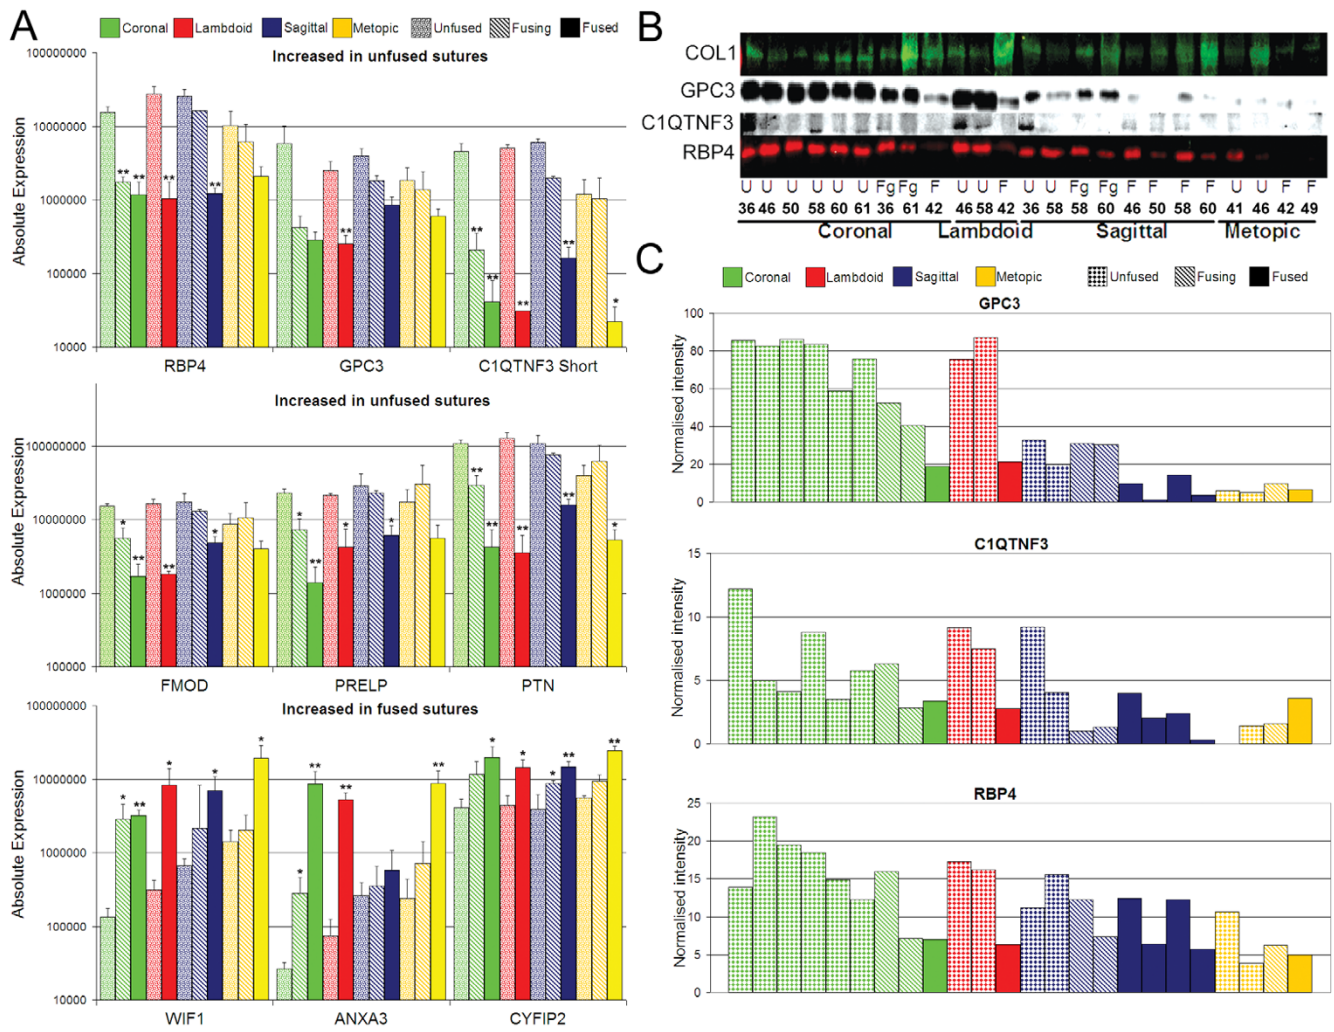 A
Coronal Lambdoid Sagittal Metopic Unfused Fusing Fused
Increased in unfused sutures
Absolute Expression
100000000
10000000
1000000
100000
10000
** ** ** **
**
** ** ** ** *
RBP4 GPC3 C1QTNF3 Short
Increased in unfused sutures
Absolute Expression
100000000
10000000
1000000
100000
* ** ** *
* ** * *
** ** ** ** *
FMOD PRELP PTN
Increased in fused sutures
Absolute Expression
100000000
10000000
1000000
100000
10000
* ** * * *
* ** ** **
* * * ** **
WIF1 ANXA3 CYFIP2
B
COL1
GPC3
C1QTNF3
RBP4
U U U U U U Fg Fg F U U F U U Fg Fg F F F F U U F F
36 46 50 58 60 61 36 61 42 46 58 42 36 58 58 60 46 50 58 60 41 46 42 49
Coronal Lambdoid Sagittal Metopic
C
Coronal Lambdoid Sagittal Metopic Unfused Fusing Fused
GPC3
Normalised intensity
100
80
60
40
20
0
C1QTNF3
Normalised intensity
15
10
5
0
RBP4
Normalised intensity
25
20
15
10
5
0